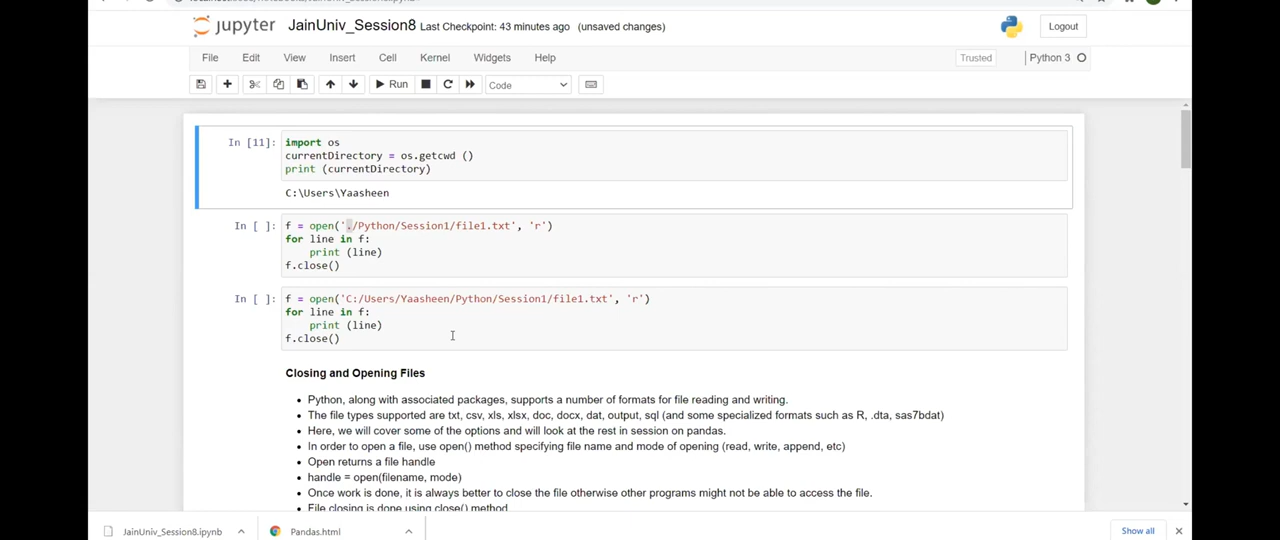 jupyter JainUniv_Session8 Last Checkpoint: 43 minutes ago (unsaved changes) Logout
File Edit View Insert Cell Kernel Widgets Help Trusted Python 3
Run Code
In [11]: import os
currentDirectory = os.getcwd ()
print (currentDirectory)
C:\Users\Yaasheen
In [ ]: f = open('./Python/Session1/file1.txt', 'r')
for line in f:
print (line)
f.close()
In [ ]: f = open('C:/Users/Yaasheen/Python/Session1/file1.txt', 'r')
for line in f:
print (line)
f.close()
Closing and Opening Files
• Python, along with associated packages, supports a number of formats for file reading and writing.
• The file types supported are txt, csv, xls, xlsx, doc, docx, dat, output, sql (and some specialized formats such as R, .dta, sas7bdat)
• Here, we will cover some of the options and will look at the rest in session on pandas.
• In order to open a file, use open() method specifying file name and mode of opening (read, write, append, etc)
• Open returns a file handle
• handle = open(filename, mode)
• Once work is done, it is always better to close the file otherwise other programs might not be able to access the file.
• File closing is done using close() method
JainUniv_Session8.ipynb Pandas.html Show all